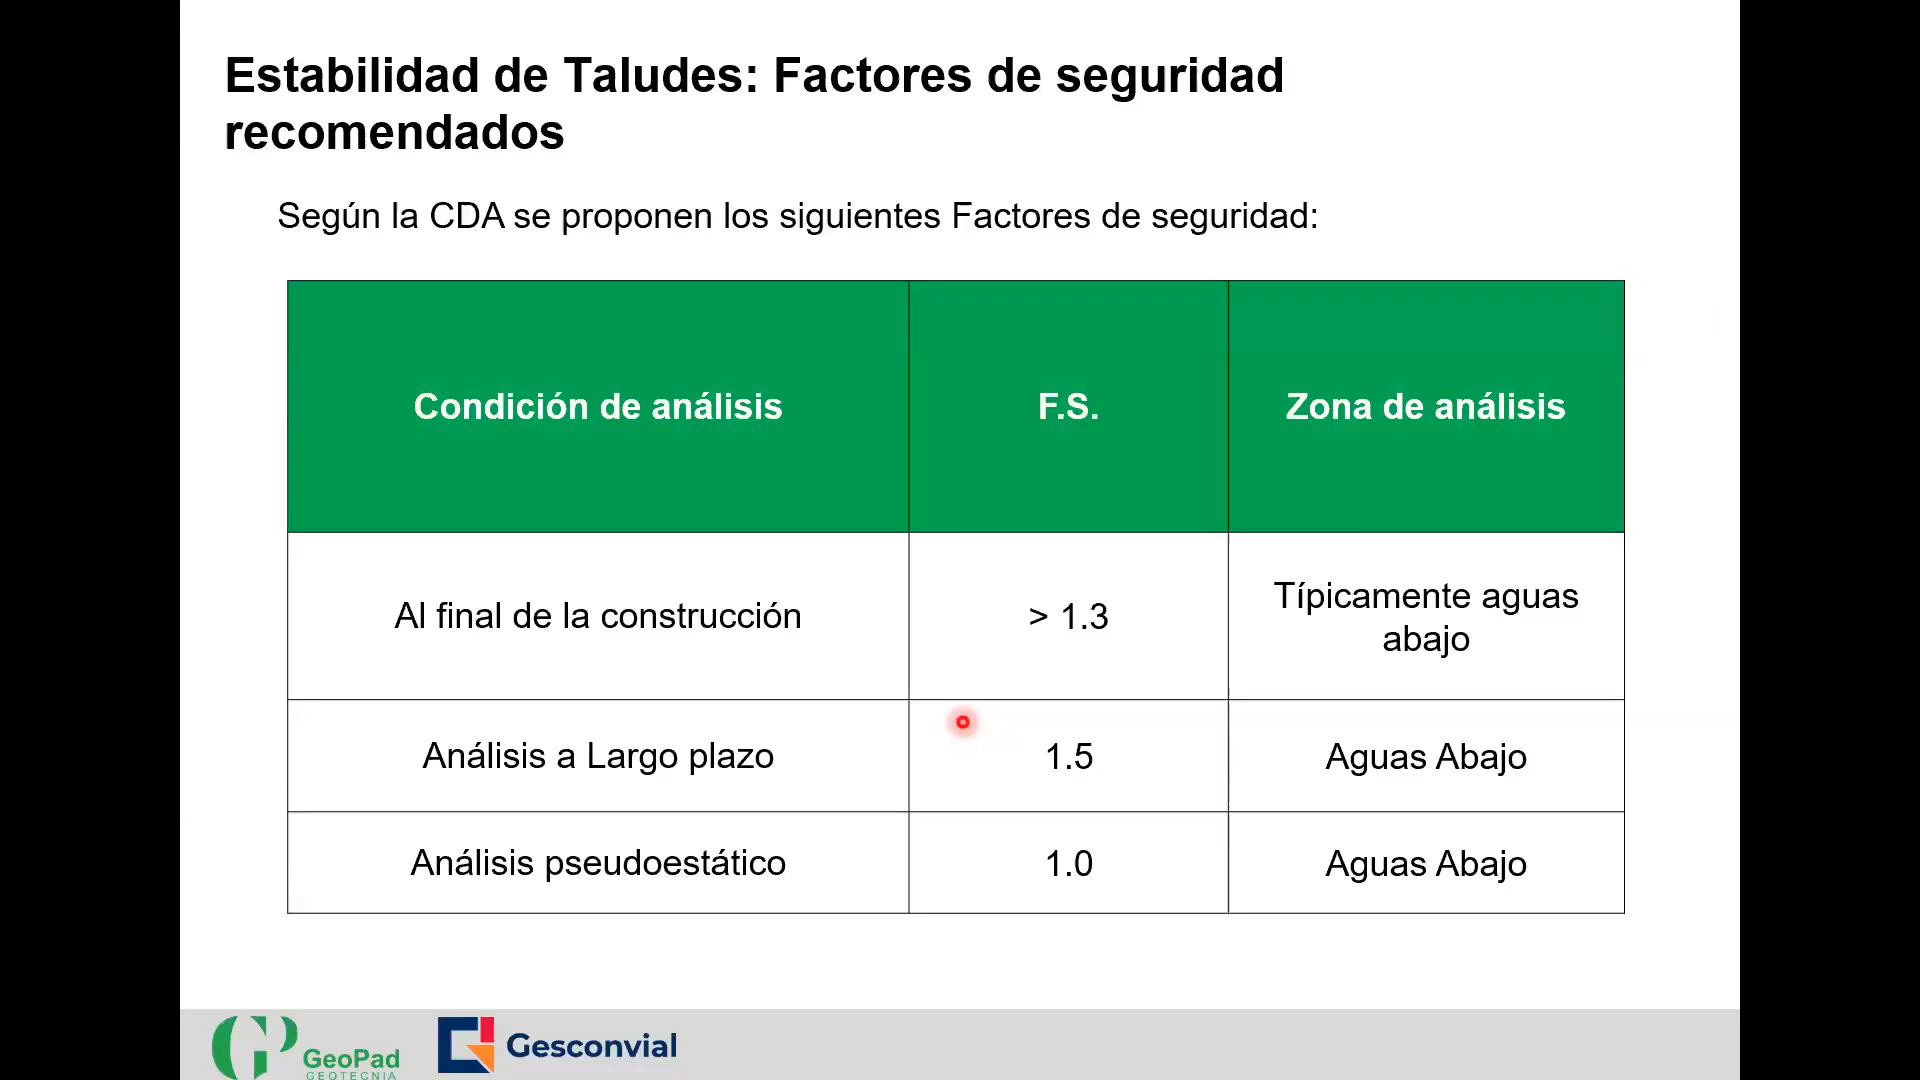 Estabilidad de Taludes: Factores de seguridad
recomendados
Según la CDA se proponen los siguientes Factores de seguridad:
Condición de análisis
F.S.
Zona de análisis
Al final de la construcción
> 1.3
Típicamente aguas
abajo
Análisis a Largo plazo
1.5
Aguas Abajo
Análisis pseudoestático
1.0
Aguas Abajo
GeoPad
GEOTECNIA
Gesconvial